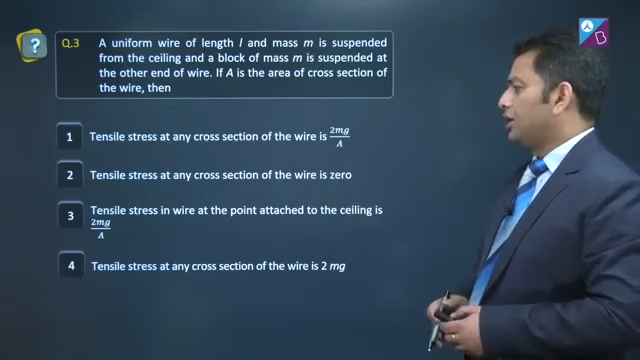 ?
Q.3 A uniform wire of length l and mass m is suspended
from the ceiling and a block of mass m is suspended at
the other end of wire. If A is the area of cross section of
the wire, then
1 Tensile stress at any cross section of the wire is 2mg/A
2 Tensile stress at any cross section of the wire is zero
3 Tensile stress in wire at the point attached to the ceiling is
2mg/A
4 Tensile stress at any cross section of the wire is 2 mg
A
B